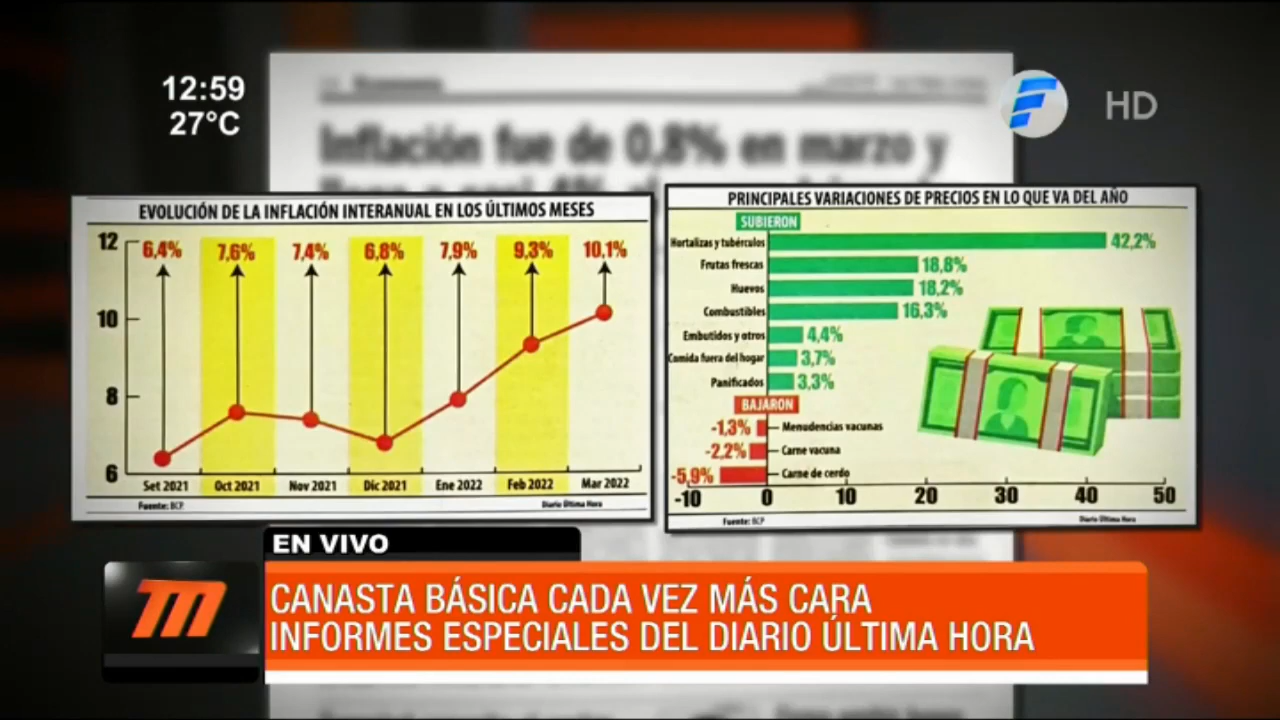 12:59
27°C
HD
Inflación fue de 0,8% en marzo y
EVOLUCIÓN DE LA INFLACIÓN INTERANUAL EN LOS ÚLTIMOS MESES
12
10
8
6
6,4%
7,6%
7,4%
6,8%
7,9%
9,3%
10,1%
Set 2021
Oct 2021
Nov 2021
Dic 2021
Ene 2022
Feb 2022
Mar 2022
Fuente: BCP.
Diario Última Hora
PRINCIPALES VARIACIONES DE PRECIOS EN LO QUE VA DEL AÑO
SUBIERON
Hortalizas y tubérculos 42,2%
Frutas frescas 18,8%
Huevos 18,2%
Combustibles 16,3%
Embutidos y otros 4,4%
Comida fuera del hogar 3,7%
Panificados 3,3%
BAJARON
-1,3% Menudencias vacunas
-2,2% Carne vacuna
-5,9% Carne de cerdo
-10 0 10 20 30 40 50
Fuente: BCP
Diario Última Hora
EN VIVO
CANASTA BÁSICA CADA VEZ MÁS CARA
INFORMES ESPECIALES DEL DIARIO ÚLTIMA HORA